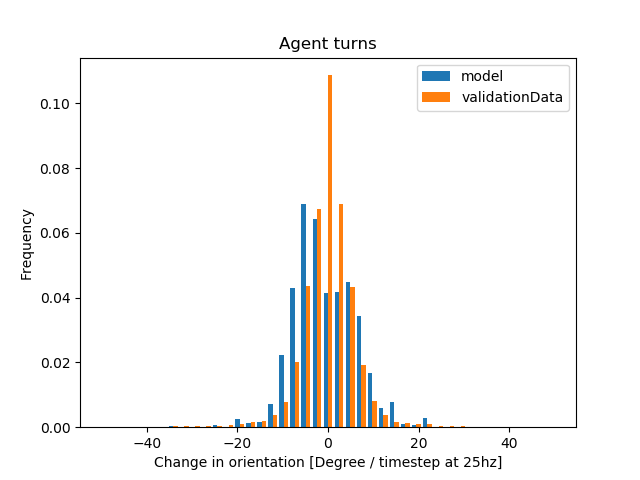 Agent turns
model
validationData
Frequency
0.10
0.08
0.06
0.04
0.02
0.00
−40
−20
0
20
40
Change in orientation [Degree / timestep at 25hz]